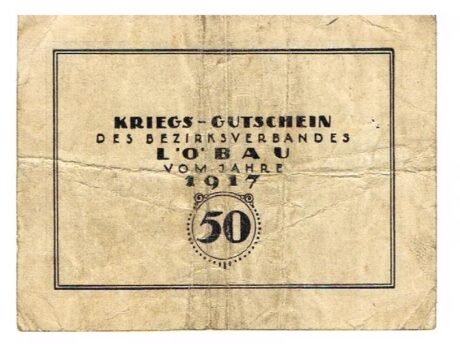 KRIEGS-GUTSCHEIN
DES BEZIRKSVERBANDES
LÖBAU
VOM JAHRE
1917
50